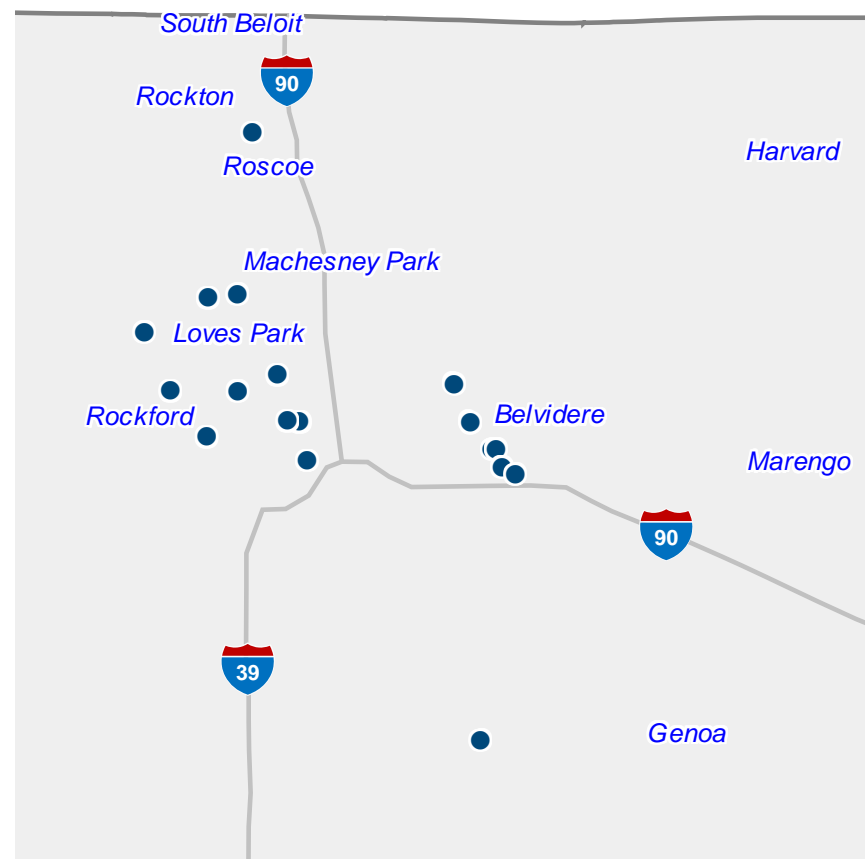 South Beloit
90
Rockton
Harvard
Roscoe
Machesney Park
Loves Park
Rockford
Belvidere
Marengo
90
39
Genoa